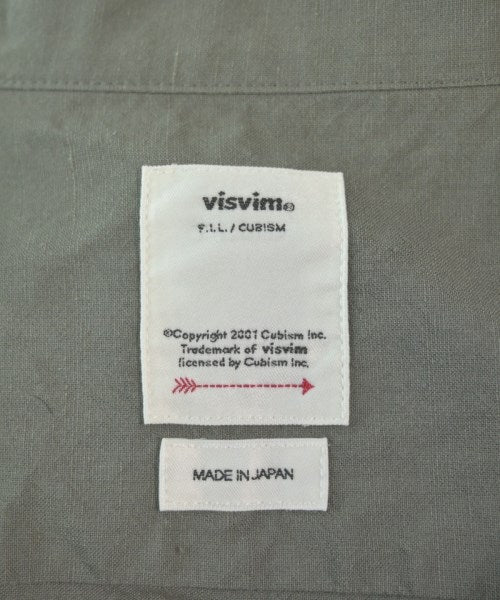 visvim®
F.I.L. / CUBISM
©Copyright 2001 Cubism Inc.
Trademark of visvim
licensed by Cubism Inc.
MADE IN JAPAN